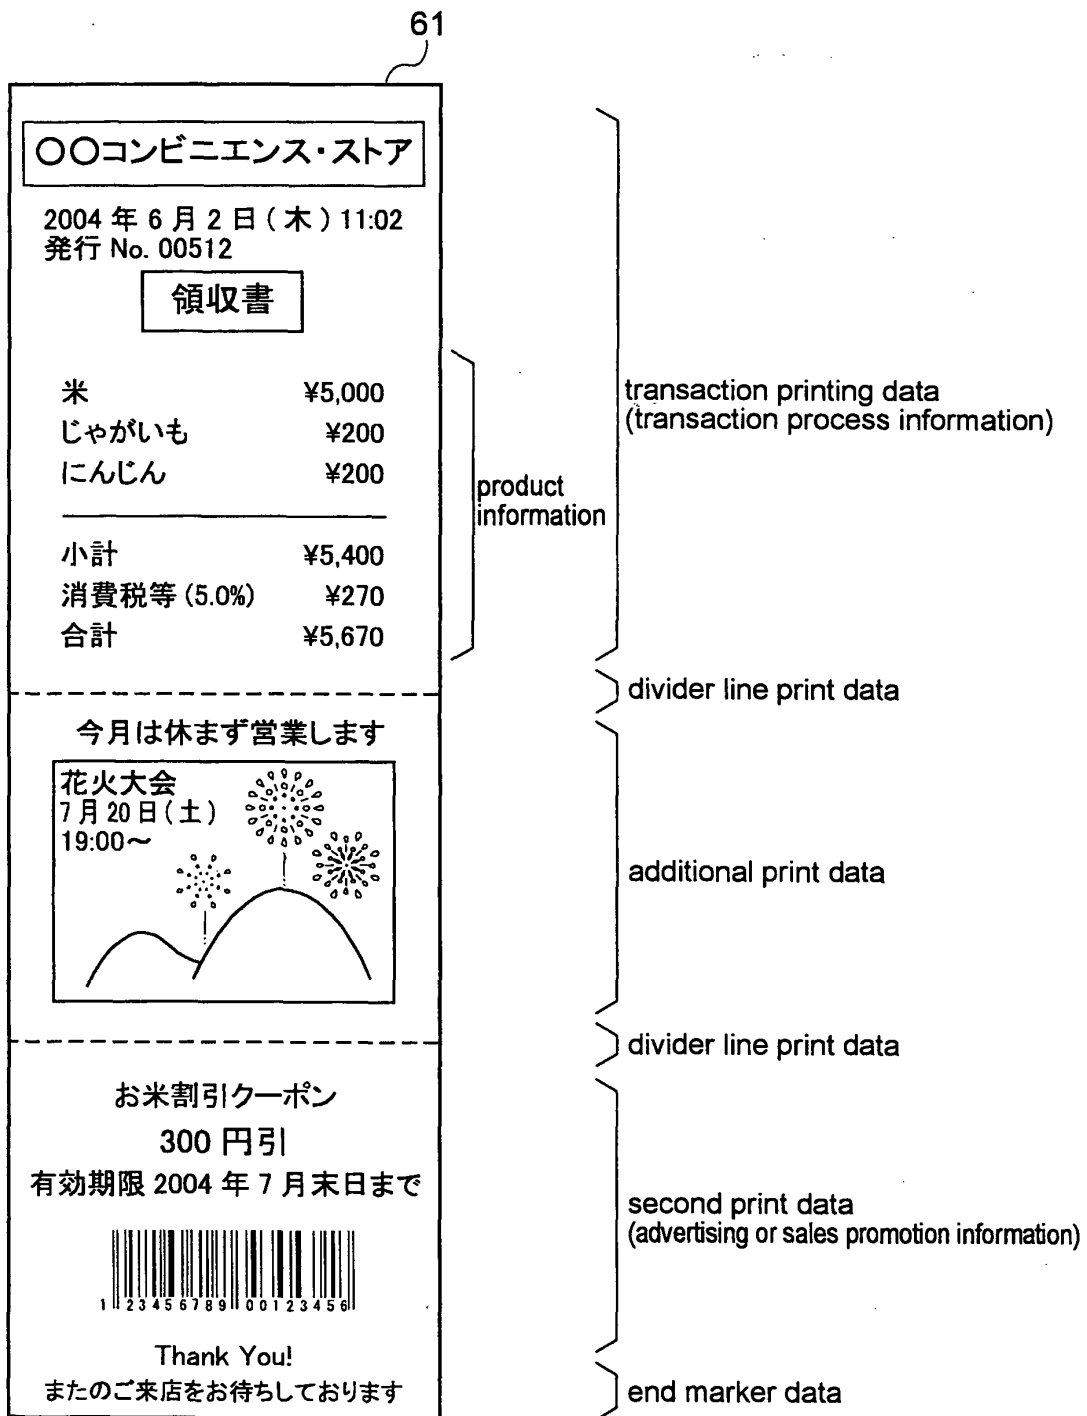 61
〇〇コンビニエンス・ストア
2004 年 6 月 2 日 ( 木 ) 11:02
発行 No. 00512
領収書
米 ¥5,000
じゃがいも ¥200
にんじん ¥200
小計 ¥5,400
消費税等 (5.0%) ¥270
合計 ¥5,670
product
information
transaction printing data
(transaction process information)
divider line print data
今月は休まず営業します
花火大会
7 月 20 日 ( 土 )
19:00～
additional print data
divider line print data
お米割引クーポン
300 円引
有効期限 2004 年 7 月末日まで
1 23456789 00123456
second print data
(advertising or sales promotion information)
Thank You!
またのご来店をお待ちしております
end marker data